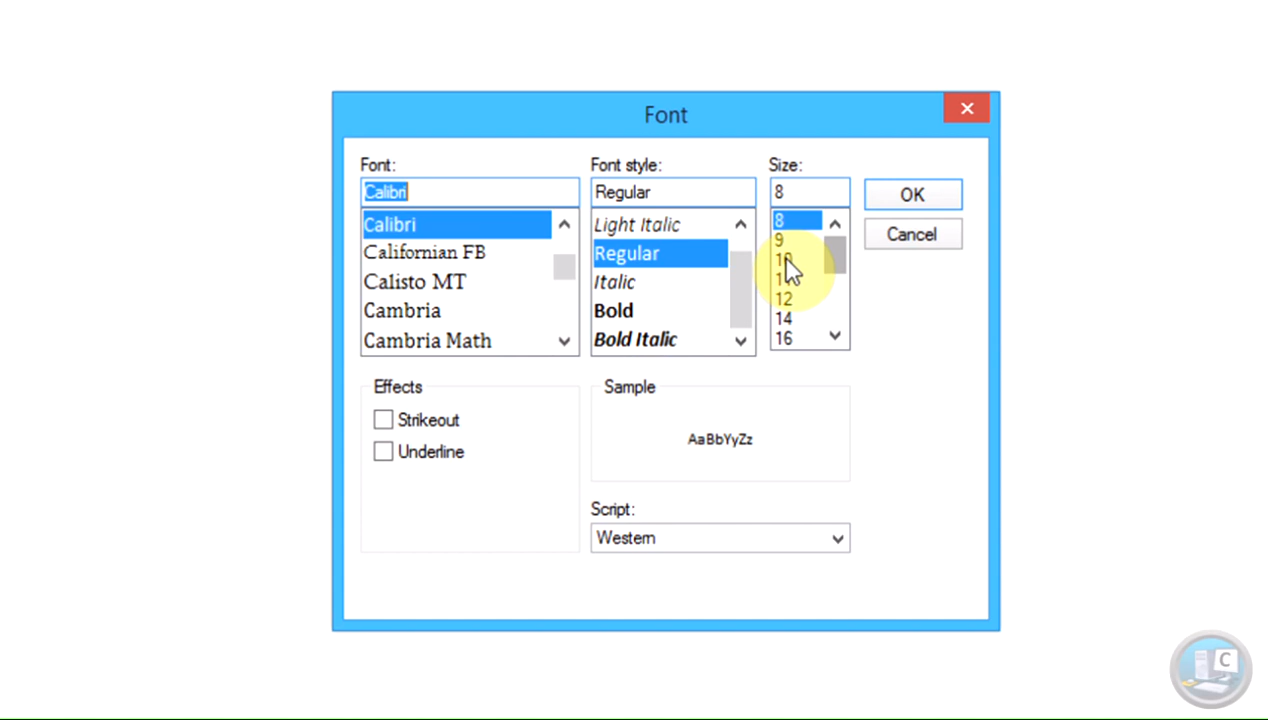 Font
Font:
Calibri
Calibri
Californian FB
Calisto MT
Cambria
Cambria Math
Font style:
Regular
Light Italic
Regular
Italic
Bold
Bold Italic
Size:
8
8
9
10
12
14
16
OK
Cancel
Effects
Strikeout
Underline
Sample
AaBbYyZz
Script:
Western
C